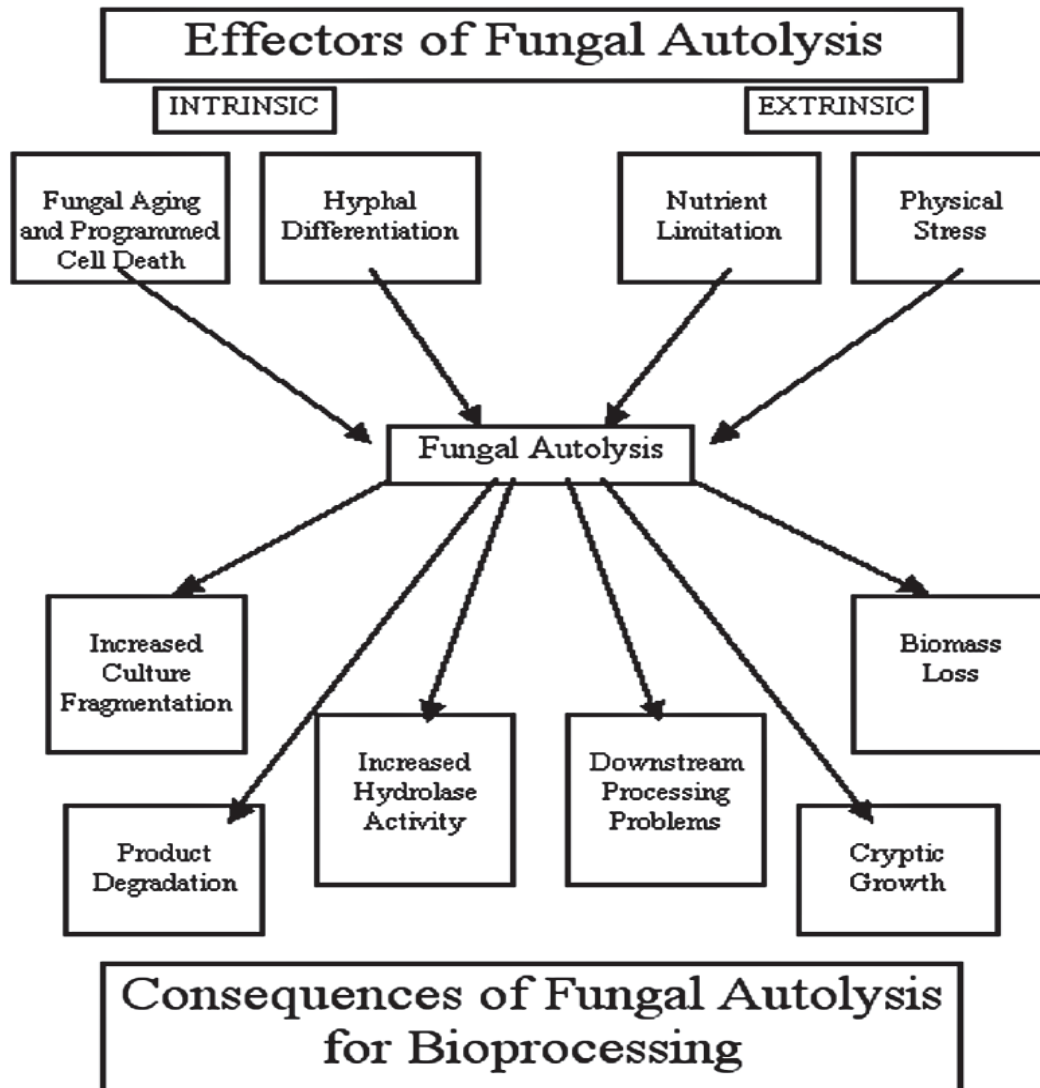 Effectors of Fungal Autolysis
INTRINSIC
EXTRINSIC
Fungal Aging
and Programmed
Cell Death
Hyphal
Differentiation
Nutrient
Limitation
Physical
Stress
Fungal Autolysis
Increased
Culture
Fragmentation
Biomass
Loss
Increased
Hydrolase
Activity
Downstream
Processing
Problems
Product
Degradation
Cryptic
Growth
Consequences of Fungal Autolysis
for Bioprocessing